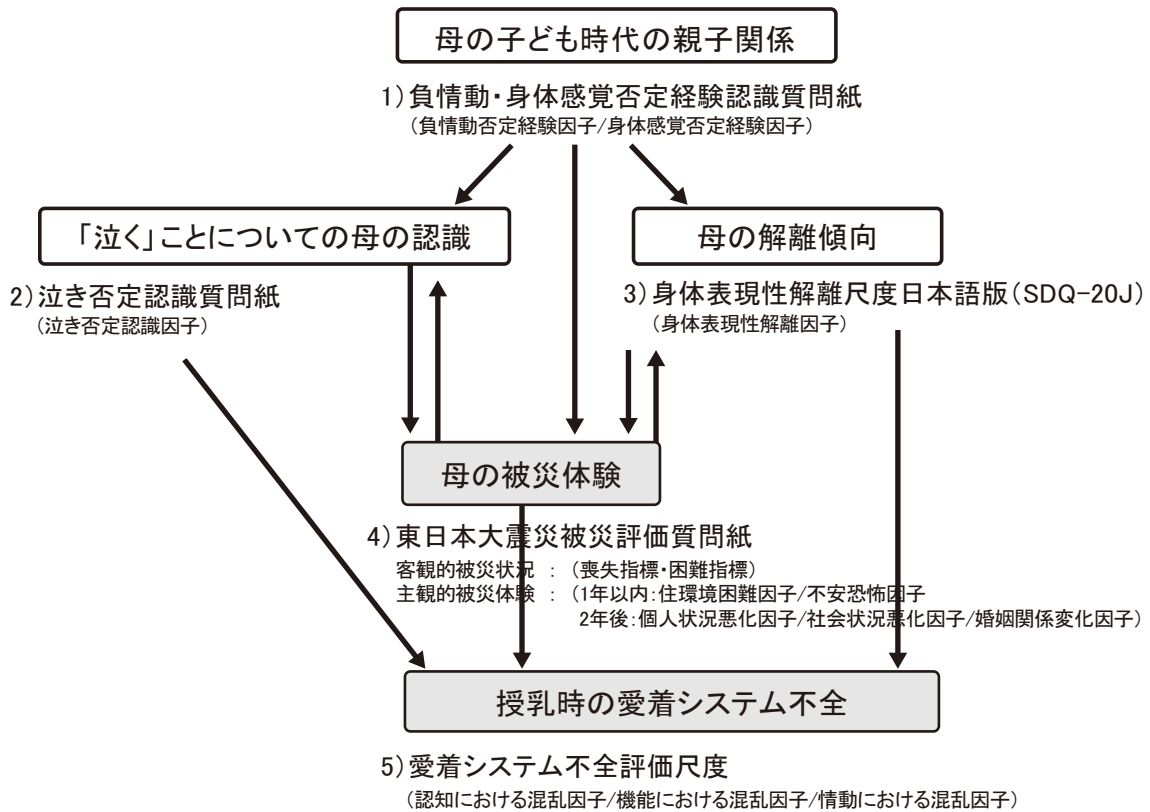 母の子ども時代の親子関係
1)負情動・身体感覚否定経験認識質問紙
(負情動否定経験因子/身体感覚否定経験因子)
「泣く」ことについての母の認識
母の解離傾向
2)泣き否定認識質問紙
(泣き否定認識因子)
3)身体表現性解離尺度日本語版(SDQ-20J)
(身体表現性解離因子)
母の被災体験
4)東日本大震災被災評価質問紙
客観的被災状況 : (喪失指標・困難指標)
主観的被災体験 : (1年以内:住環境困難因子/不安恐怖因子
2年後:個人状況悪化因子/社会状況悪化因子/婚姻関係変化因子)
授乳時の愛着システム不全
5)愛着システム不全評価尺度
(認知における混乱因子/機能における混乱因子/情動における混乱因子)